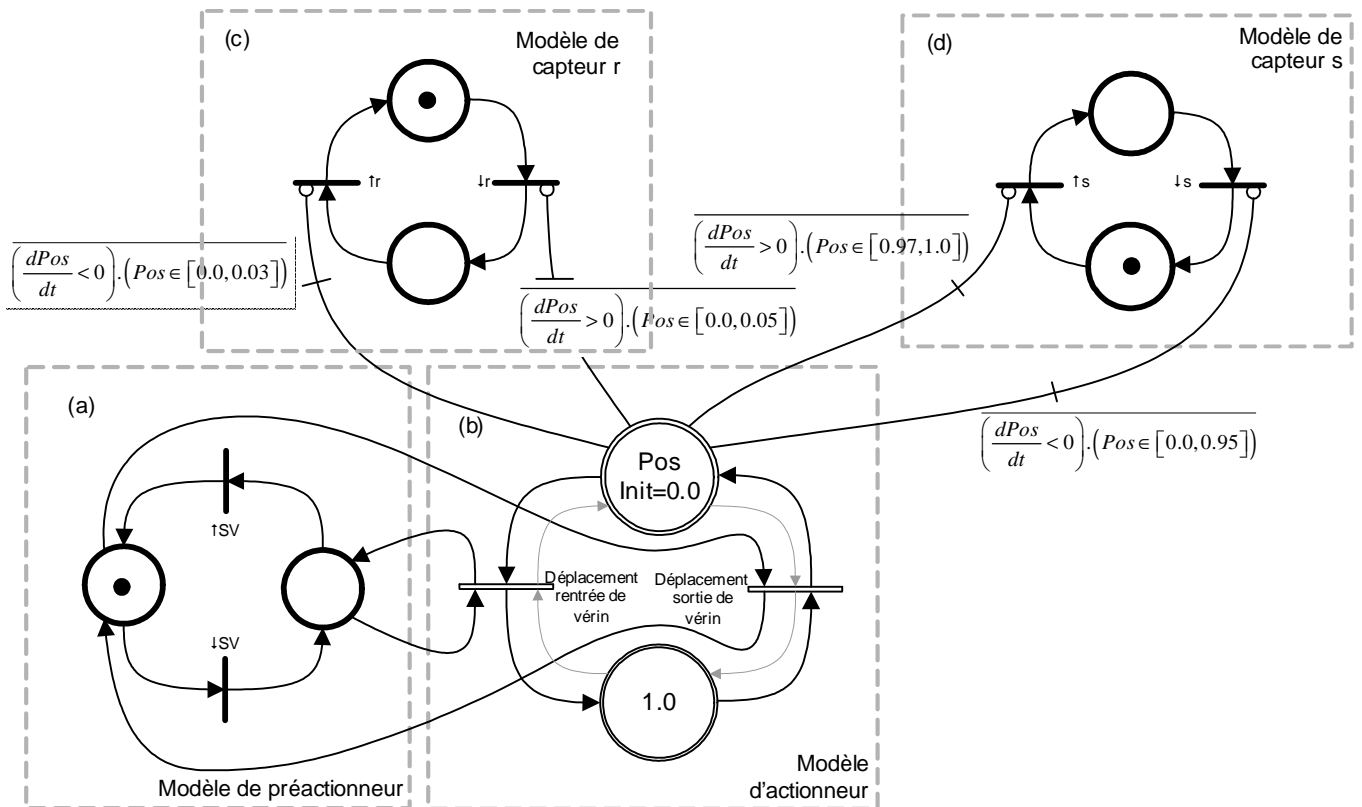 (c)
Modèle de
capteur r
↑r
↓r
(d)
Modèle de
capteur s
↑s
↓s
(dPos/dt < 0).(Pos ∈ [0.0, 0.03])
(dPos/dt > 0).(Pos ∈ [0.0, 0.05])
(dPos/dt > 0).(Pos ∈ [0.97, 1.0])
(dPos/dt < 0).(Pos ∈ [0.0, 0.95])
(a)
↑SV
↓SV
Modèle de préactionneur
(b)
Pos
Init=0.0
Déplacement
rentrée de
vérin
Déplacement
sortie de
vérin
1.0
Modèle
d'actionneur